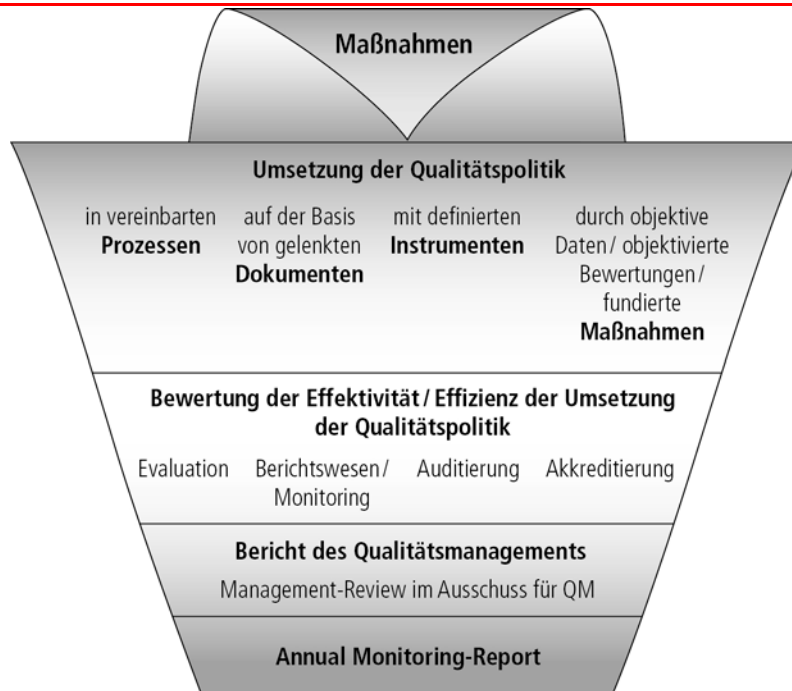 Maßnahmen
Umsetzung der Qualitätspolitik
in vereinbarten
Prozessen
auf der Basis
von gelenkten
Dokumenten
mit definierten
Instrumenten
durch objektive
Daten / objektivierte
Bewertungen /
fundierte
Maßnahmen
Bewertung der Effektivität / Effizienz der Umsetzung
der Qualitätspolitik
Evaluation
Berichtswesen /
Monitoring
Auditierung
Akkreditierung
Bericht des Qualitätsmanagements
Management-Review im Ausschuss für QM
Annual Monitoring-Report